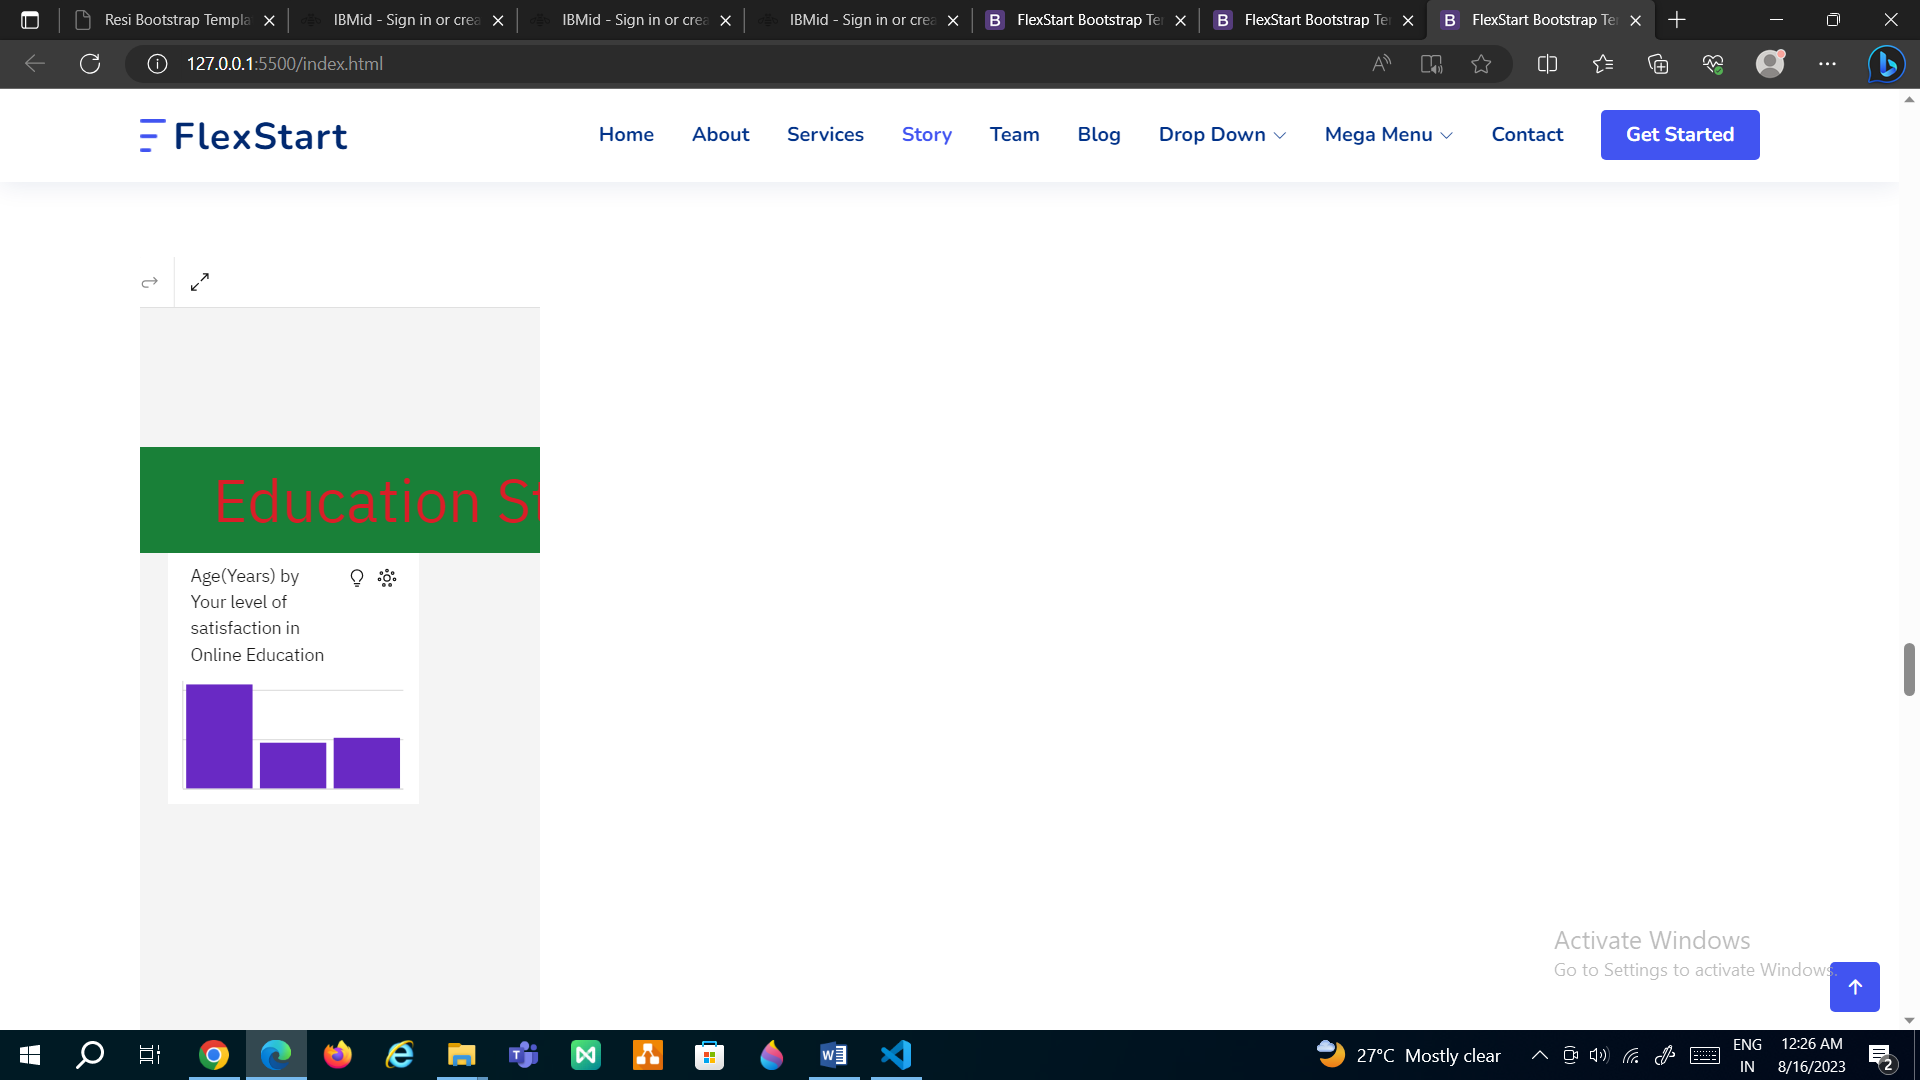 Resi Bootstrap Templa
IBMid - Sign in or crea
IBMid - Sign in or crea
IBMid - Sign in or crea
FlexStart Bootstrap Te
FlexStart Bootstrap Te
FlexStart Bootstrap Te
127.0.0.1:5500/index.html
FlexStart
Home
About
Services
Story
Team
Blog
Drop Down
Mega Menu
Contact
Get Started
Education St
Age(Years) by
Your level of
satisfaction in
Online Education
Activate Windows
Go to Settings to activate Windows.
27°C Mostly clear
ENG
IN
12:26 AM
8/16/2023
2